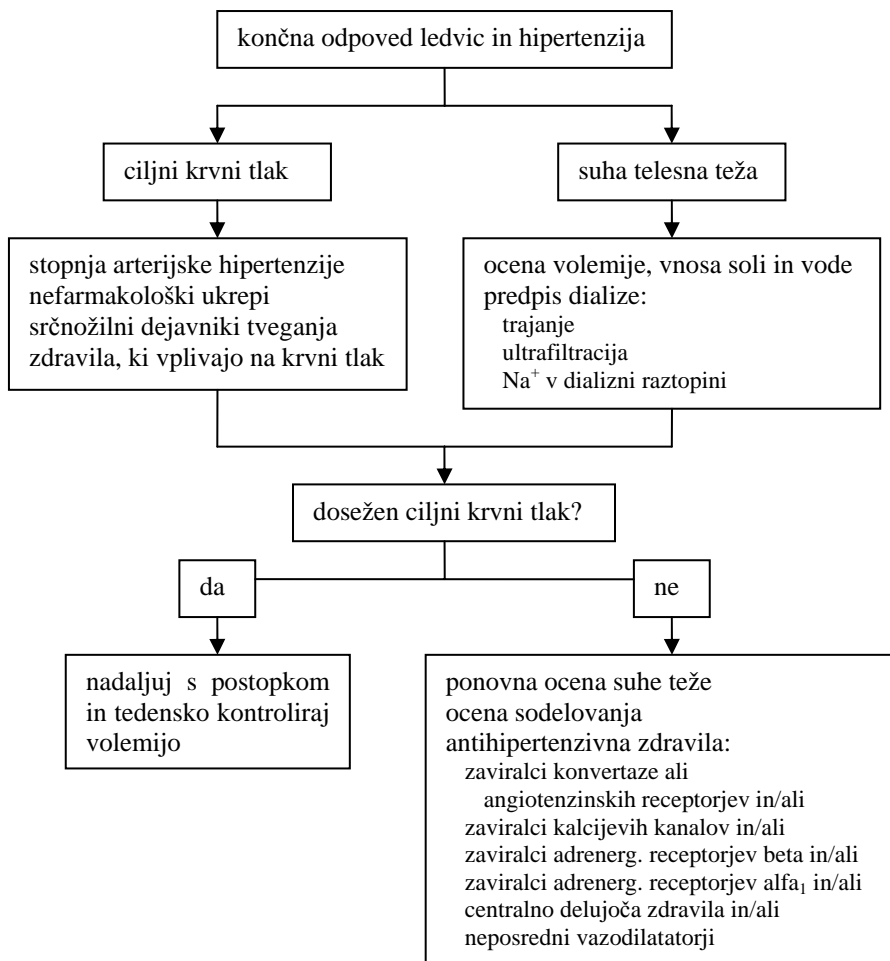 končna odpoved ledvic in hipertenzija
ciljni krvni tlak
suha telesna teža
stopnja arterijske hipertenzije
nefarmakološki ukrepi
srčnožilni dejavniki tveganja
zdravila, ki vplivajo na krvni tlak
ocena volemije, vnosa soli in vode
predpis dialize:
trajanje
ultrafiltracija
Na⁺ v dializni raztopini
dosežen ciljni krvni tlak?
da
ne
nadaljuj s postopkom
in tedensko kontroliraj
volemijo
ponovna ocena suhe teže
ocena sodelovanja
antihipertenzivna zdravila:
zaviralci konvertaze ali
angiotenzinskih receptorjev in/ali
zaviralci kalcijevih kanalov in/ali
zaviralci adrenerg. receptorjev beta in/ali
zaviralci adrenerg. receptorjev alfa₁ in/ali
centralno delujoča zdravila in/ali
neposredni vazodilatatorji